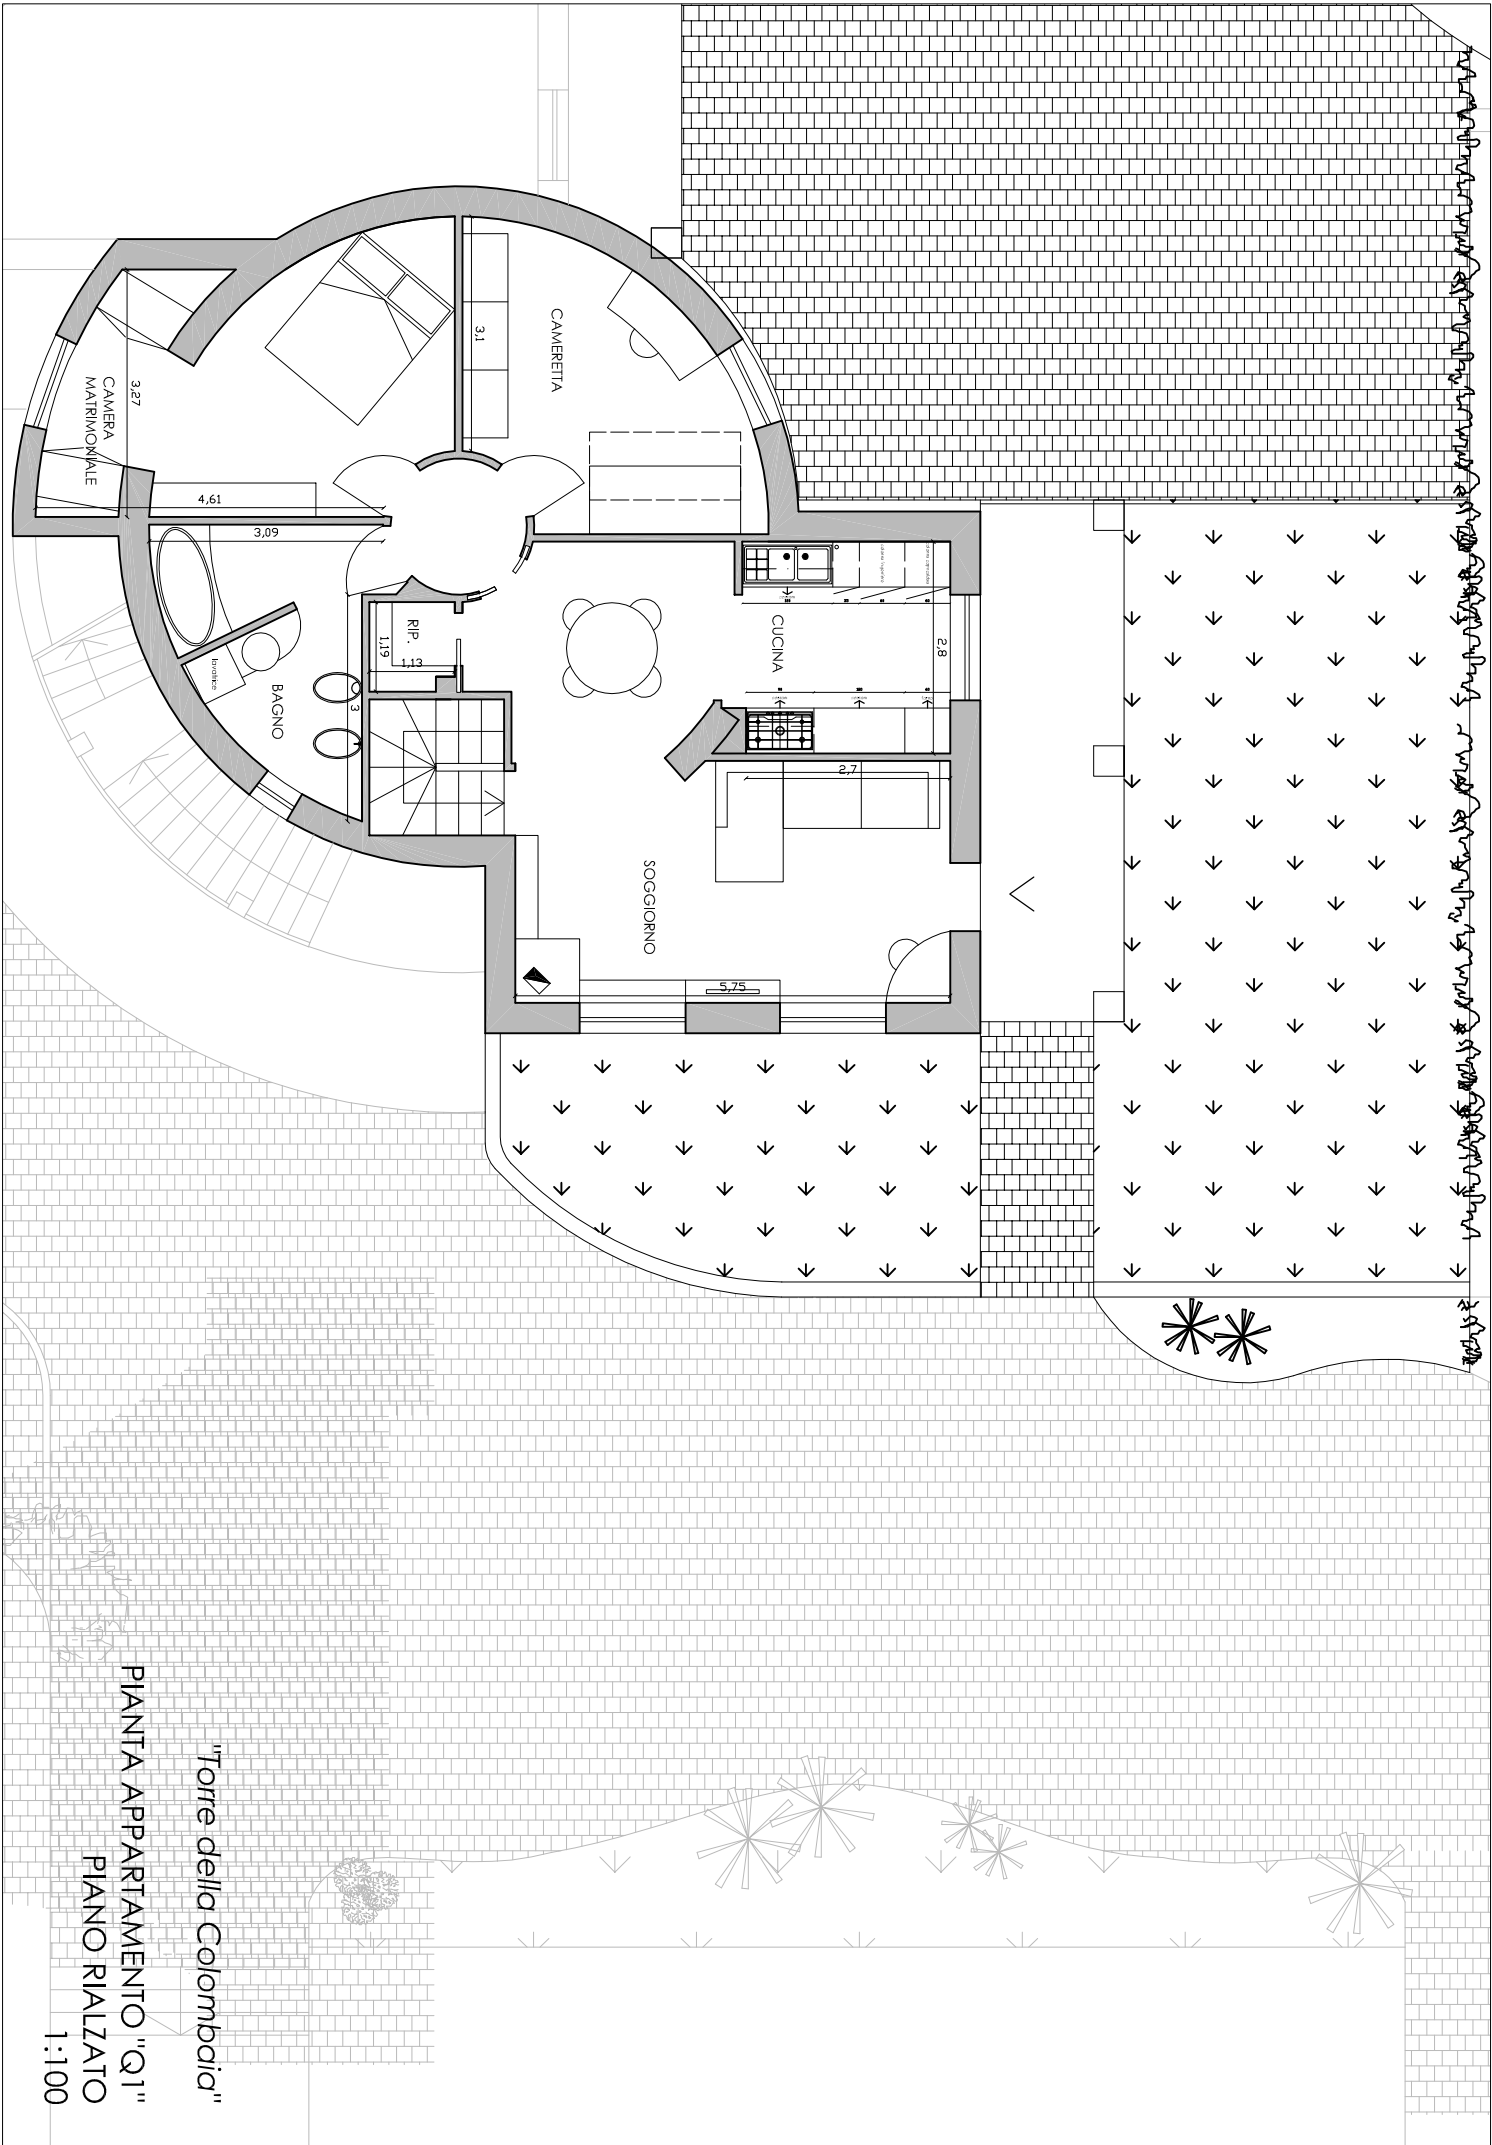 "Torre della Colombaia"
PIANTA APPARTAMENTO "Q1"
PIANO RIALZATO
1:100
CAMERETTA
3,1
CAMERA
MATRIMONIALE
3,27
4,61
3,09
BAGNO
lavatrice
3
RIP.
1,19
1,13
CUCINA
2,8
2,7
SOGGIORNO
5,75